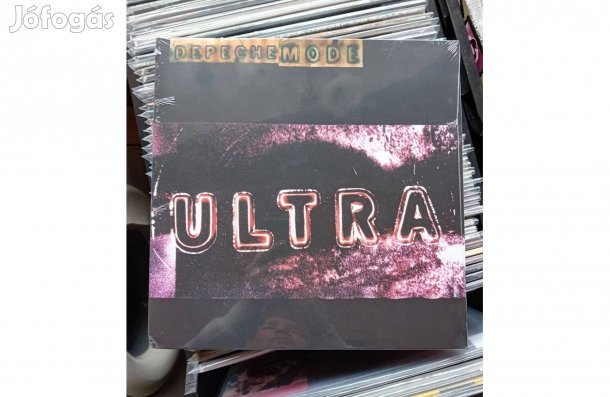 Jófogás
DEPECHE MODE
ULTRA